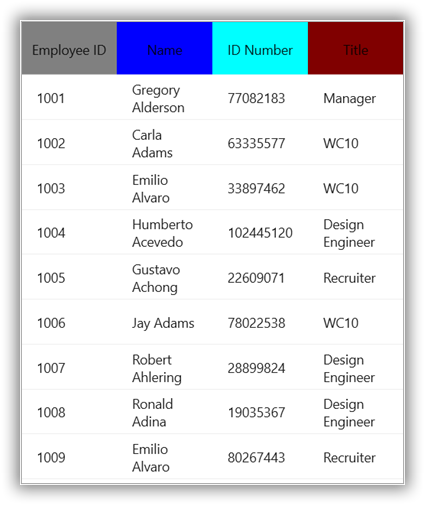 Employee ID Name ID Number Title
1001 Gregory Alderson 77082183 Manager
1002 Carla Adams 63335577 WC10
1003 Emilio Alvaro 33897462 WC10
1004 Humberto Acevedo 102445120 Design Engineer
1005 Gustavo Achong 22609071 Recruiter
1006 Jay Adams 78022538 WC10
1007 Robert Ahlering 28899824 Design Engineer
1008 Ronald Adina 19035367 Design Engineer
1009 Emilio Alvaro 80267443 Recruiter